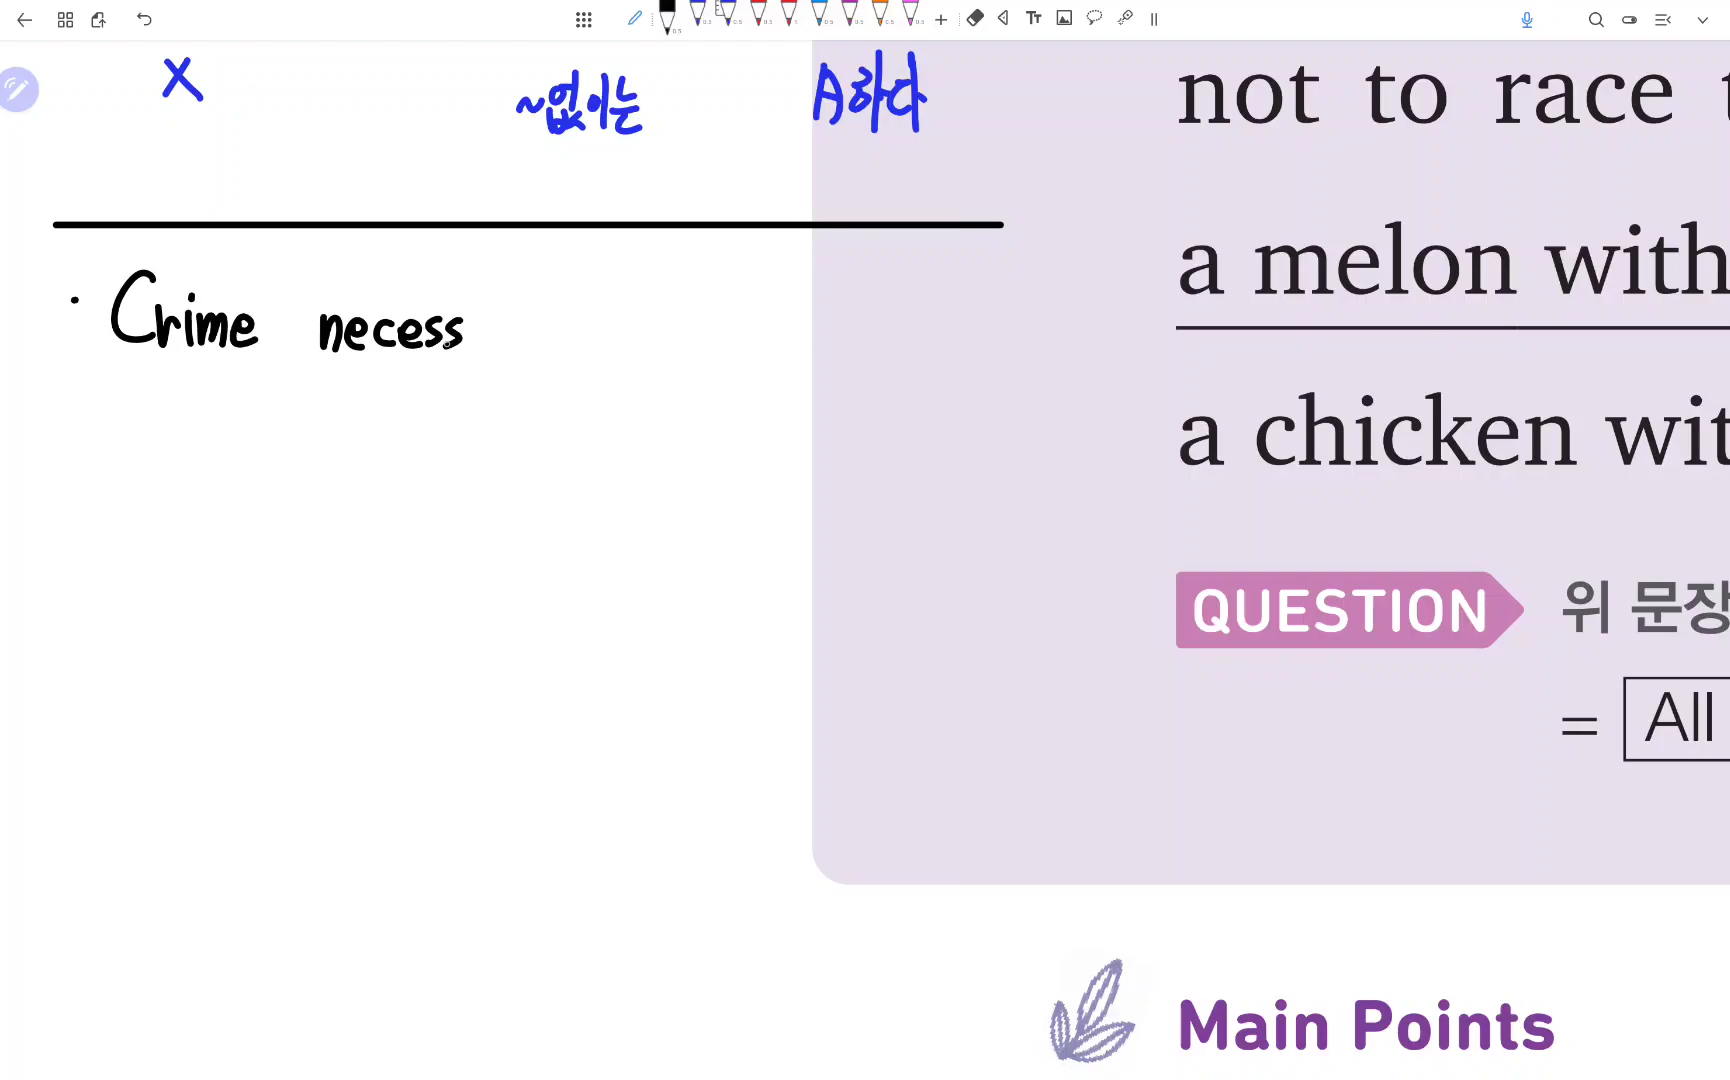 X ~없이는 A하다
not to race
a melon with
· Crime necess
a chicken wit
QUESTION 위 문장
= All
Main Points